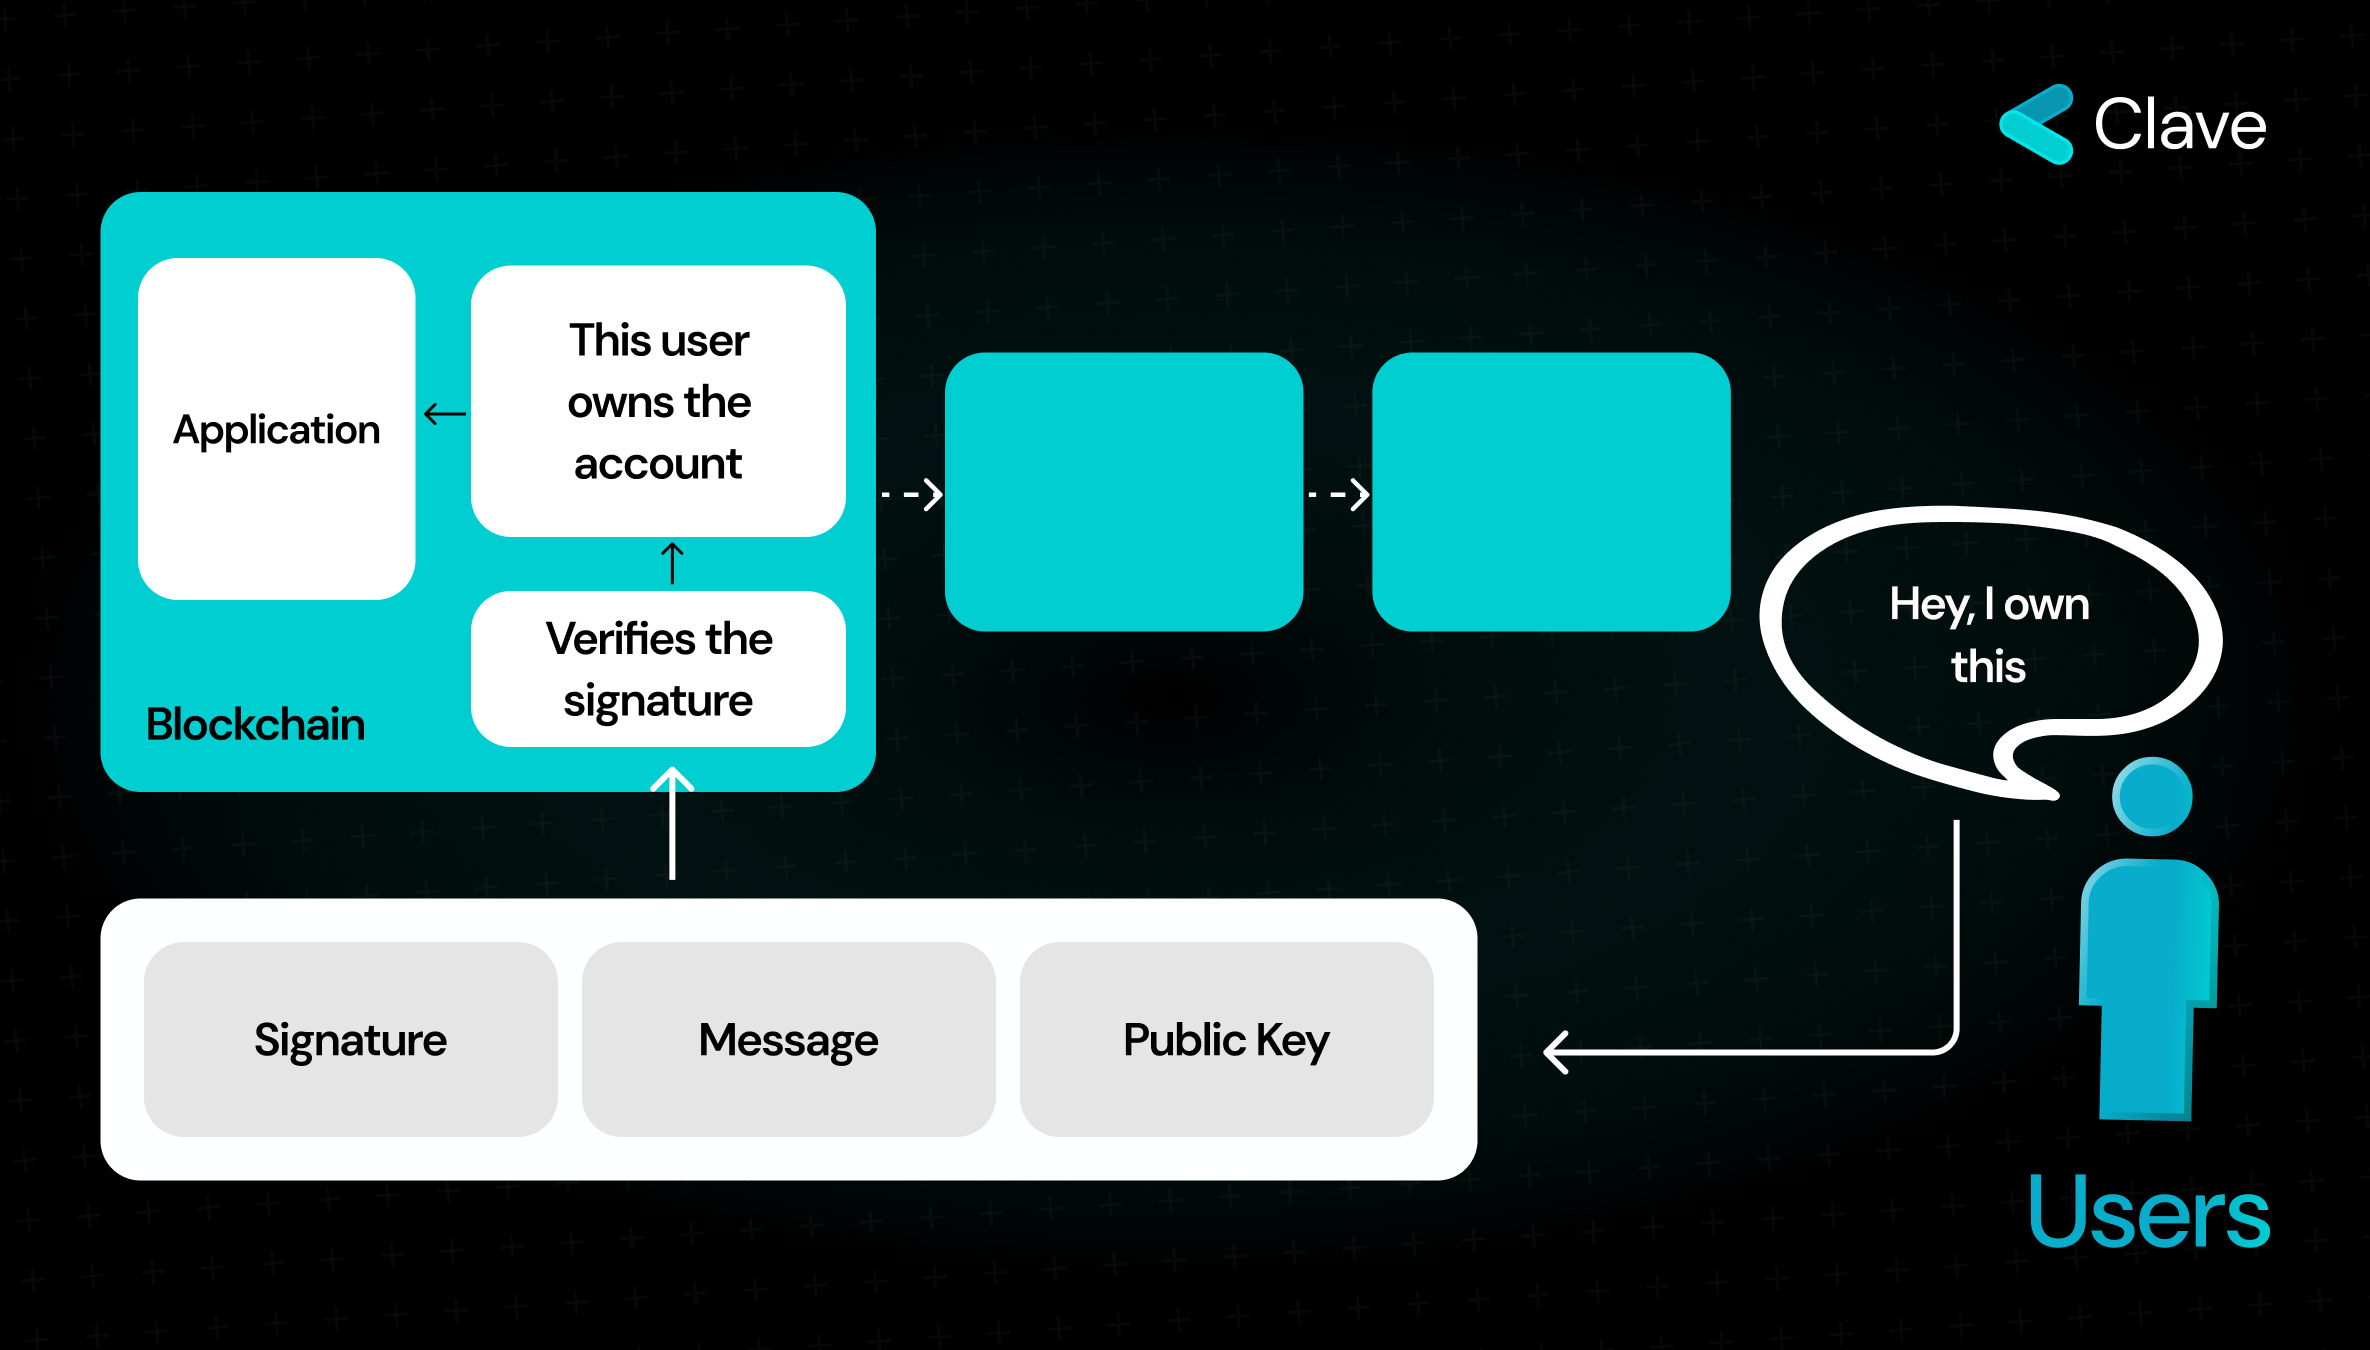 Clave
This user
owns the
account
Application
Verifies the
signature
Blockchain
Hey, I own
this
Signature
Message
Public Key
Users